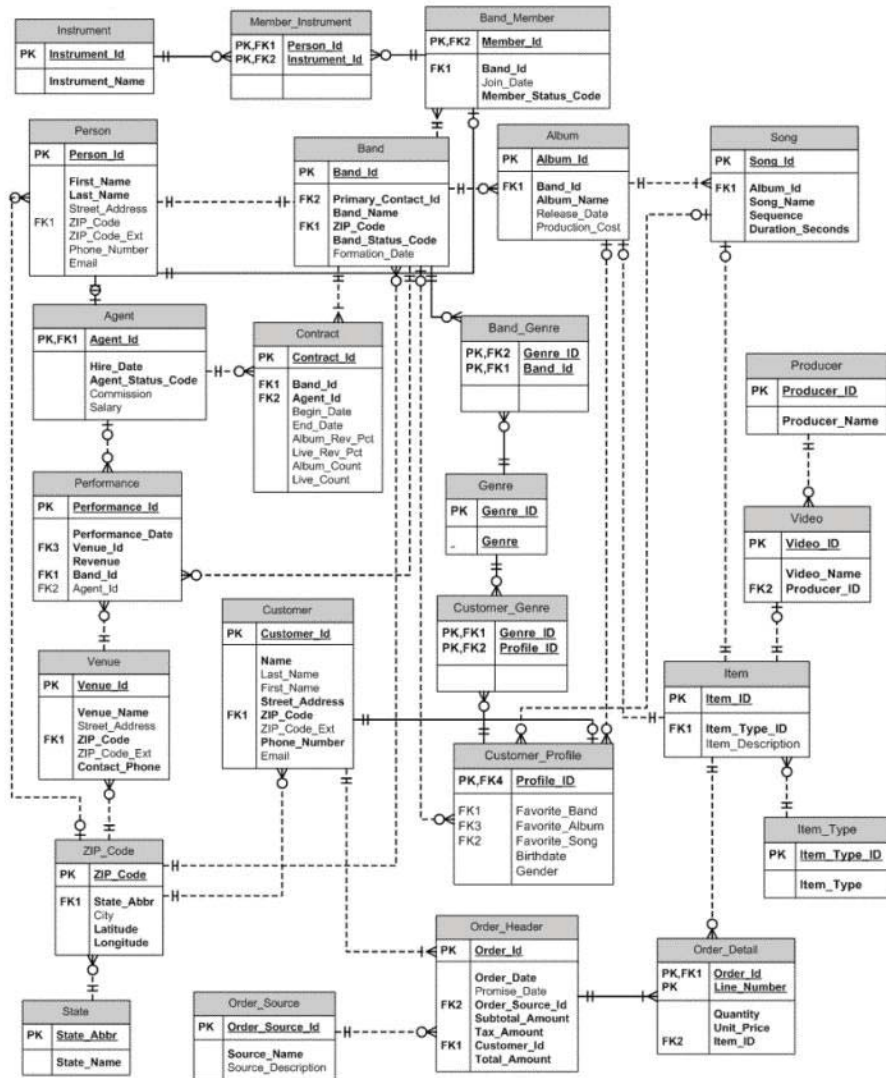 Instrument
PK Instrument_Id
Instrument_Name
Member_Instrument
PK,FK1 Person_Id
PK,FK2 Instrument_Id
Band_Member
PK,FK2 Member_Id
FK1 Band_Id
Join_Date
Member_Status_Code
Person
PK Person_Id
First_Name
Last_Name
Street_Address
FK1 ZIP_Code
ZIP_Code_Ext
Phone_Number
Email
Band
PK Band_Id
FK2 Primary_Contact_Id
Band_Name
FK1 ZIP_Code
Band_Status_Code
Formation_Date
Album
PK Album_Id
FK1 Band_Id
Album_Name
Release_Date
Production_Cost
Song
PK Song_Id
FK1 Album_Id
Song_Name
Sequence
Duration_Seconds
Agent
PK,FK1 Agent_Id
Hire_Date
Agent_Status_Code
Commission
Salary
Contract
PK Contract_Id
FK1 Band_Id
FK2 Agent_Id
Begin_Date
End_Date
Album_Rev_Pct
Live_Rev_Pct
Album_Count
Live_Count
Band_Genre
PK,FK2 Genre_ID
PK,FK1 Band_Id
Producer
PK Producer_ID
Producer_Name
Performance
PK Performance_Id
Performance_Date
FK3 Venue_Id
Revenue
FK1 Band_Id
FK2 Agent_Id
Genre
PK Genre_ID
Genre
Video
PK Video_ID
Video_Name
FK2 Producer_ID
Customer
PK Customer_Id
Name
Last_Name
First_Name
Street_Address
FK1 ZIP_Code
ZIP_Code_Ext
Phone_Number
Email
Customer_Genre
PK,FK1 Genre_ID
PK,FK2 Profile_ID
Venue
PK Venue_Id
Venue_Name
Street_Address
FK1 ZIP_Code
ZIP_Code_Ext
Contact_Phone
Item
PK Item_ID
FK1 Item_Type_ID
Item_Description
Customer_Profile
PK,FK4 Profile_ID
FK1 Favorite_Band
FK3 Favorite_Album
FK2 Favorite_Song
Birthdate
Gender
Item_Type
PK Item_Type_ID
Item_Type
ZIP_Code
PK ZIP_Code
FK1 State_Abbr
City
Latitude
Longitude
Order_Header
PK Order_Id
Order_Date
Promise_Date
FK2 Order_Source_Id
Subtotal_Amount
Tax_Amount
FK1 Customer_Id
Total_Amount
Order_Detail
PK,FK1 Order_Id
PK Line_Number
Quantity
Unit_Price
FK2 Item_ID
State
PK State_Abbr
State_Name
Order_Source
PK Order_Source_Id
Source_Name
Source_Description